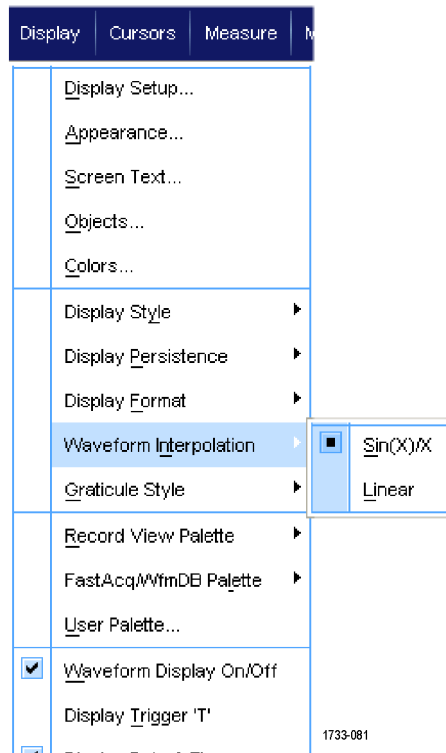 Display Cursors Measure
Display Setup...
Appearance...
Screen Text...
Objects...
Colors...
Display Style
Display Persistence
Display Format
Waveform Interpolation
Sin(X)/X
Linear
Graticule Style
Record View Palette
FastAcq/WfmDB Palette
User Palette...
Waveform Display On/Off
Display Trigger 'T'
1733-081